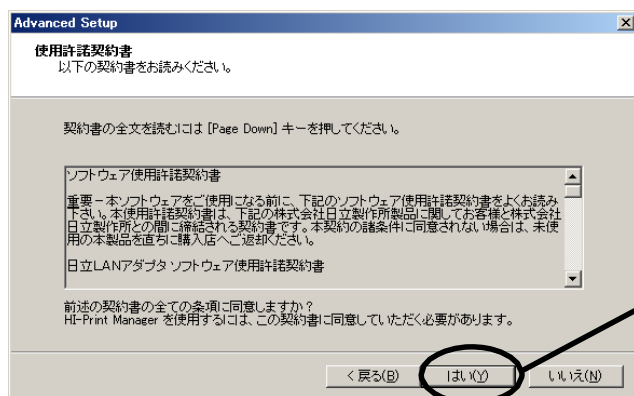 Advanced Setup
使用許諾契約書
以下の契約書をお読みください。
契約書の全文を読むには [Page Down] キーを押してください。
ソフトウェア使用許諾契約書
重要－本ソフトウェアをご使用になる前に、下記のソフトウェア使用許諾契約書をよくお読み
下さい。本使用許諾契約書は、下記の株式会社日立製作所製品に関してお客様と株式会社
日立製作所との間に締結される契約書です。本契約の諸条件に同意されない場合は、未使
用の本製品を直ちに購入店へご返却ください。
日立LANアダプタ ソフトウェア使用許諾契約書
前述の契約書の全ての条項に同意しますか？
HI-Print Manager を使用するには、この契約書に同意していただく必要があります。
< 戻る(B)
はい(Y)
いいえ(N)